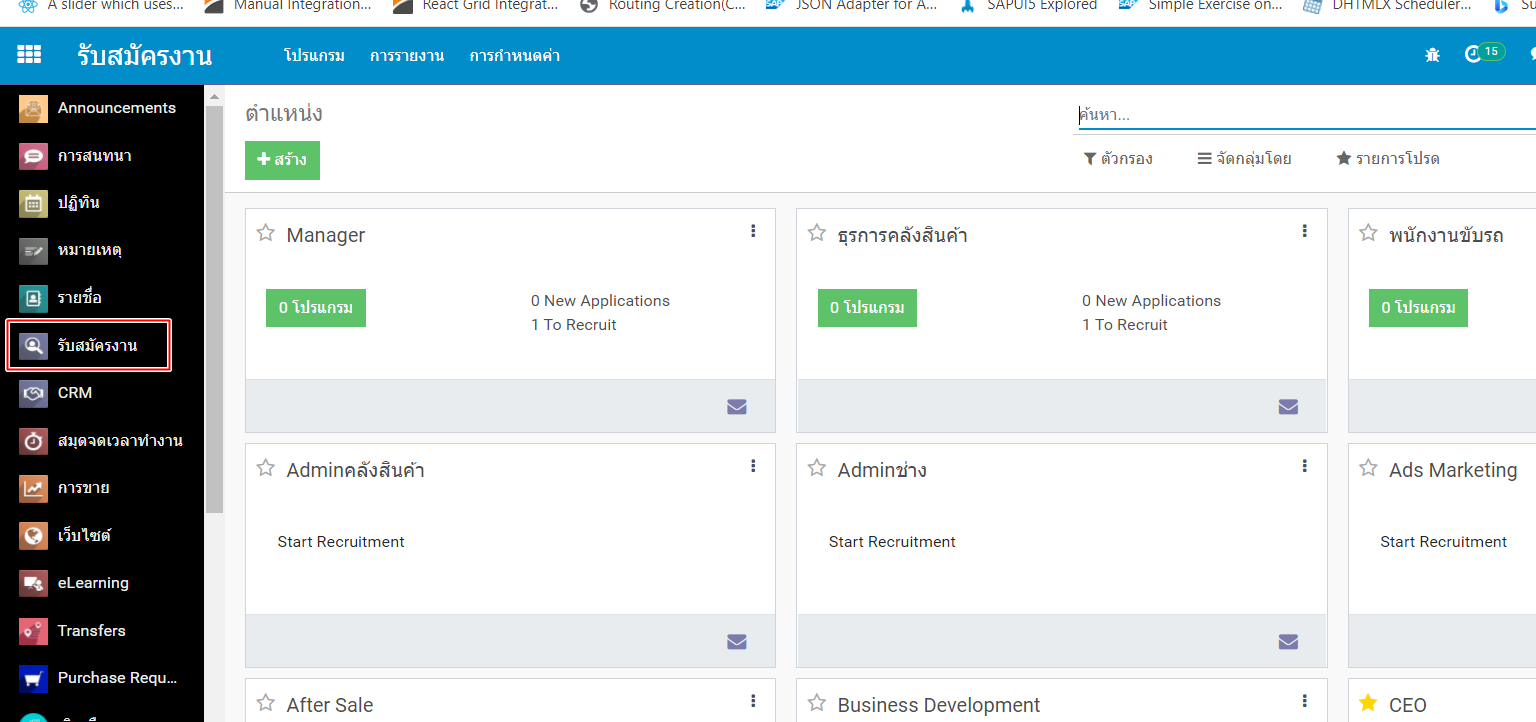 A slider which uses...
Manual Integration...
React Grid Integrat...
Routing Creation(C...
JSON Adapter for A...
SAPUI5 Explored
Simple Exercise on...
DHTMLX Scheduler...
รับสมัครงาน
โปรแกรม
การรายงาน
การกำหนดค่า
15
Announcements
การสนทนา
ปฏิทิน
หมายเหตุ
รายชื่อ
รับสมัครงาน
CRM
สมุดจดเวลาทำงาน
การขาย
เว็บไซต์
eLearning
Transfers
Purchase Requ...
ตำแหน่ง
ค้นหา...
สร้าง
ตัวกรอง
จัดกลุ่มโดย
รายการโปรด
Manager
0 โปรแกรม
0 New Applications
1 To Recruit
ธุรการคลังสินค้า
0 โปรแกรม
0 New Applications
1 To Recruit
พนักงานขับรถ
0 โปรแกรม
Adminคลังสินค้า
Start Recruitment
Adminช่าง
Start Recruitment
Ads Marketing
Start Recruitment
After Sale
Business Development
CEO